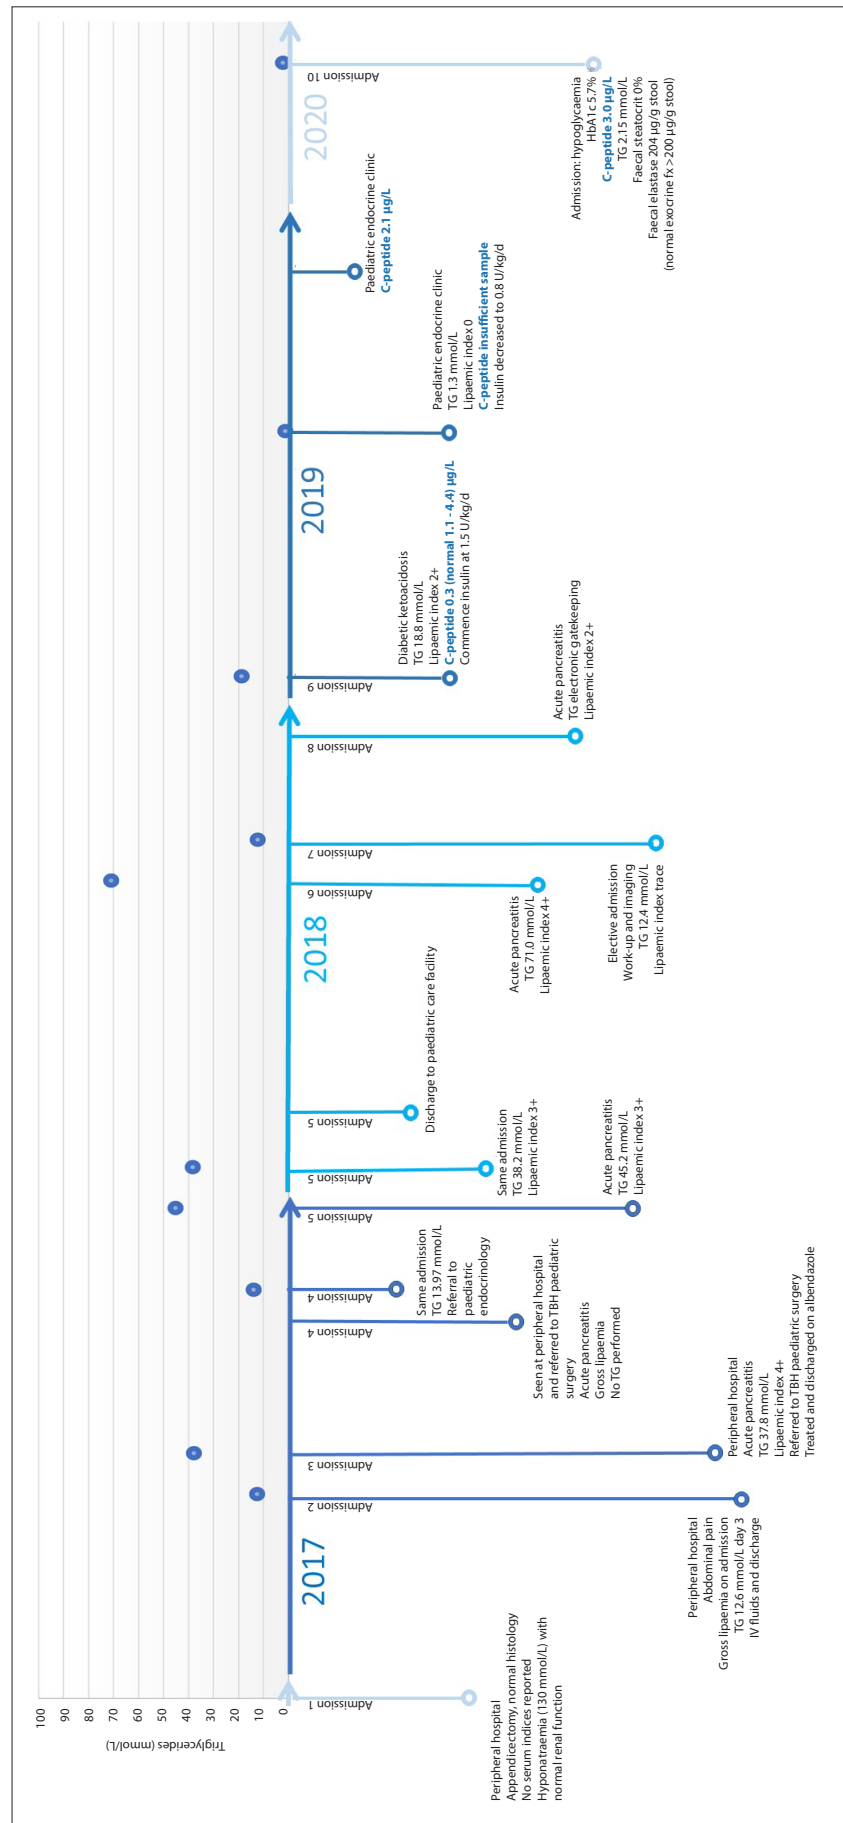 Triglycerides (mmol/L)
100
90
80
70
60
50
40
30
20
10
0
2017
2018
2019
2020
Admission 1
Peripheral hospital
Appendicectomy, normal histology
No serum indices reported
Hyponatraemia (130 mmol/L) with
normal renal function
Admission 2
Peripheral hospital
Abdominal pain
Gross lipaemia on admission
TG 12.6 mmol/L day 3
IV fluids and discharge
Admission 3
Peripheral hospital
Acute pancreatitis
TG 37.8 mmol/L
Lipaemic index 4+
Referred to TBH paediatric surgery
Treated and discharged on albendazole
Admission 4
Seen at peripheral hospital
and referred to TBH paediatric
surgery
Acute pancreatitis
Gross lipaemia
No TG performed
Admission 4
Same admission
TG 13.97 mmol/L
Referral to
paediatric
endocrinology
Admission 5
Acute pancreatitis
TG 45.2 mmol/L
Lipaemic index 3+
Admission 5
Same admission
TG 38.2 mmol/L
Lipaemic index 3+
Admission 5
Discharge to paediatric care facility
Admission 6
Acute pancreatitis
TG 71.0 mmol/L
Lipaemic index 4+
Admission 7
Elective admission
Work-up and imaging
TG 12.4 mmol/L
Lipaemic index trace
Admission 8
Acute pancreatitis
TG electronic gatekeeping
Lipaemic index 2+
Admission 9
Diabetic ketoacidosis
TG 18.8 mmol/L
Lipaemic index 2+
C-peptide 0.3 (normal 1.1 - 4.4) µg/L
Commence insulin at 1.5 U/kg/d
Paediatric endocrine clinic
TG 1.3 mmol/L
Lipaemic index 0
C-peptide insufficient sample
Insulin decreased to 0.8 U/kg/d
Paediatric endocrine clinic
C-peptide 2.1 µg/L
Admission 10
Admission: hypoglycaemia
HbA1c 5.7%
C-peptide 3.0 µg/L
TG 2.15 mmol/L
Faecal steatocrit 0%
Faecal elastase 204 µg/g stool
(normal exocrine fx >200 µg/g stool)